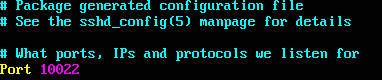 # Package generated configuration file
# See the sshd_config(5) manpage for details
# What ports, IPs and protocols we listen for
Port 10022